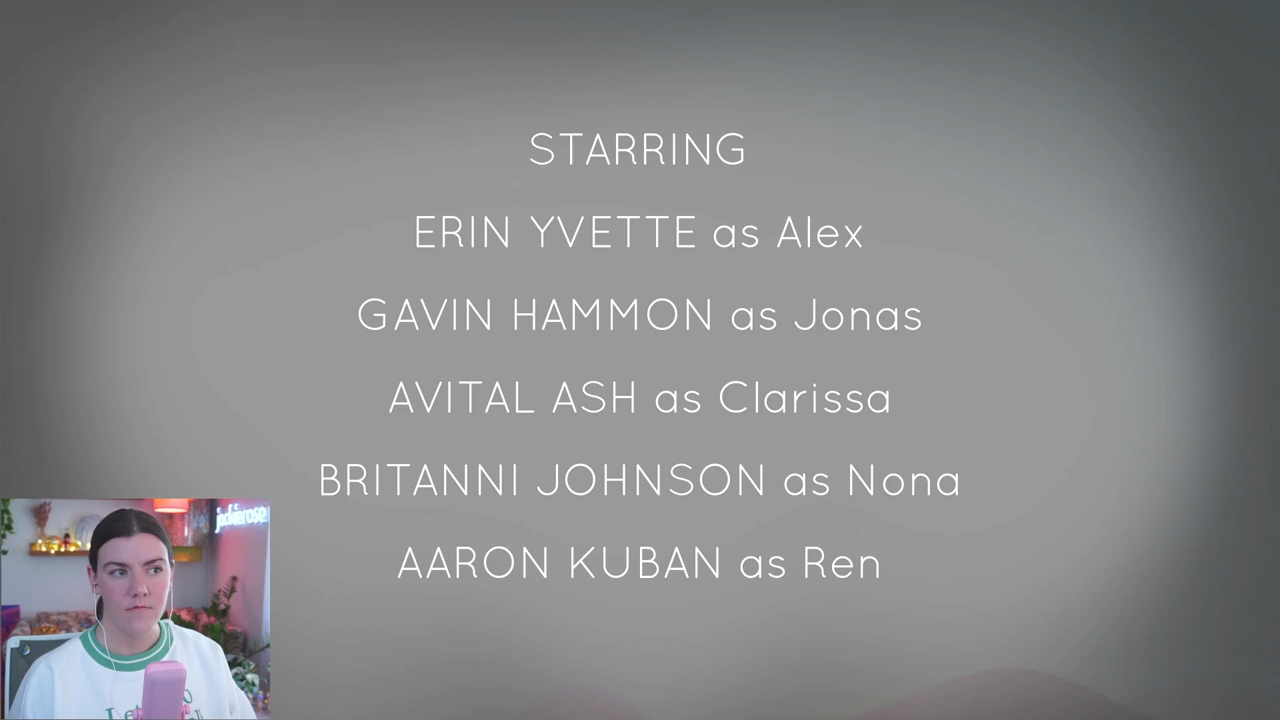 STARRING
ERIN YVETTE as Alex
GAVIN HAMMON as Jonas
AVITAL ASH as Clarissa
BRITANNI JOHNSON as Nona
AARON KUBAN as Ren